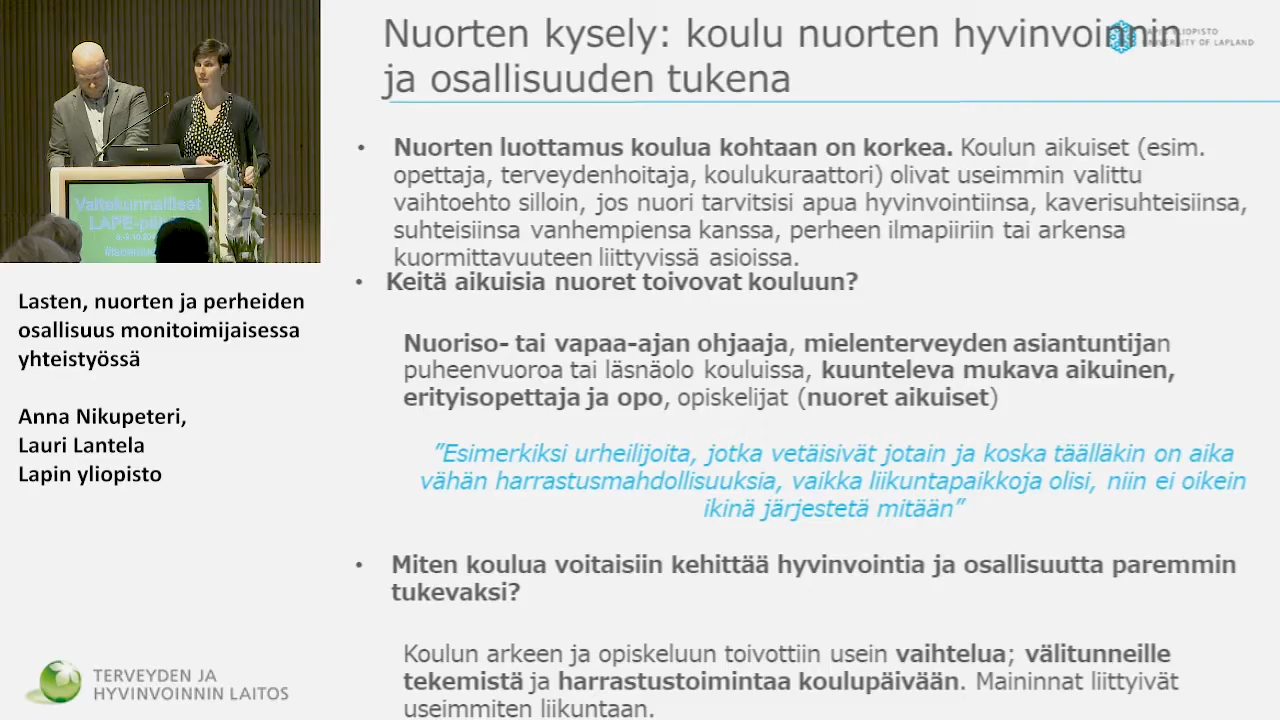 Nuorten kysely: koulu nuorten hyvinvoinnin
ja osallisuuden tukena
UNIVERSITY OF LAPLAND
• Nuorten luottamus koulua kohtaan on korkea. Koulun aikuiset (esim.
opettaja, terveydenhoitaja, koulukuraattori) olivat useimmin valittu
vaihtoehto silloin, jos nuori tarvitsisi apua hyvinvointiinsa, kaverisuhteisiinsa,
suhteisiinsa vanhempiensa kanssa, perheen ilmapiiriin tai arkensa
kuormittavuuteen liittyvissä asioissa.
• Keitä aikuisia nuoret toivovat kouluun?
Nuoriso- tai vapaa-ajan ohjaaja, mielenterveyden asiantuntijan
puheenvuoroa tai läsnäolo kouluissa, kuunteleva mukava aikuinen,
erityisopettaja ja opo, opiskelijat (nuoret aikuiset)
”Esimerkiksi urheilijoita, jotka vetäisivät jotain ja koska täälläkin on aika
vähän harrastusmahdollisuuksia, vaikka liikuntapaikkoja olisi, niin ei oikein
ikinä järjestetä mitään”
• Miten koulua voitaisiin kehittää hyvinvointia ja osallisuutta paremmin
tukevaksi?
Koulun arkeen ja opiskeluun toivottiin usein vaihtelua; välitunneille
tekemistä ja harrastustoimintaa koulupäivään. Maininnat liittyivät
useimmiten liikuntaan.
Valtakunnalliset
Lasten, nuorten ja perheiden
osallisuus monitoimijaisessa
yhteistyössä
Anna Nikupeteri,
Lauri Lantela
Lapin yliopisto
TERVEYDEN JA
HYVINVOINNIN LAITOS